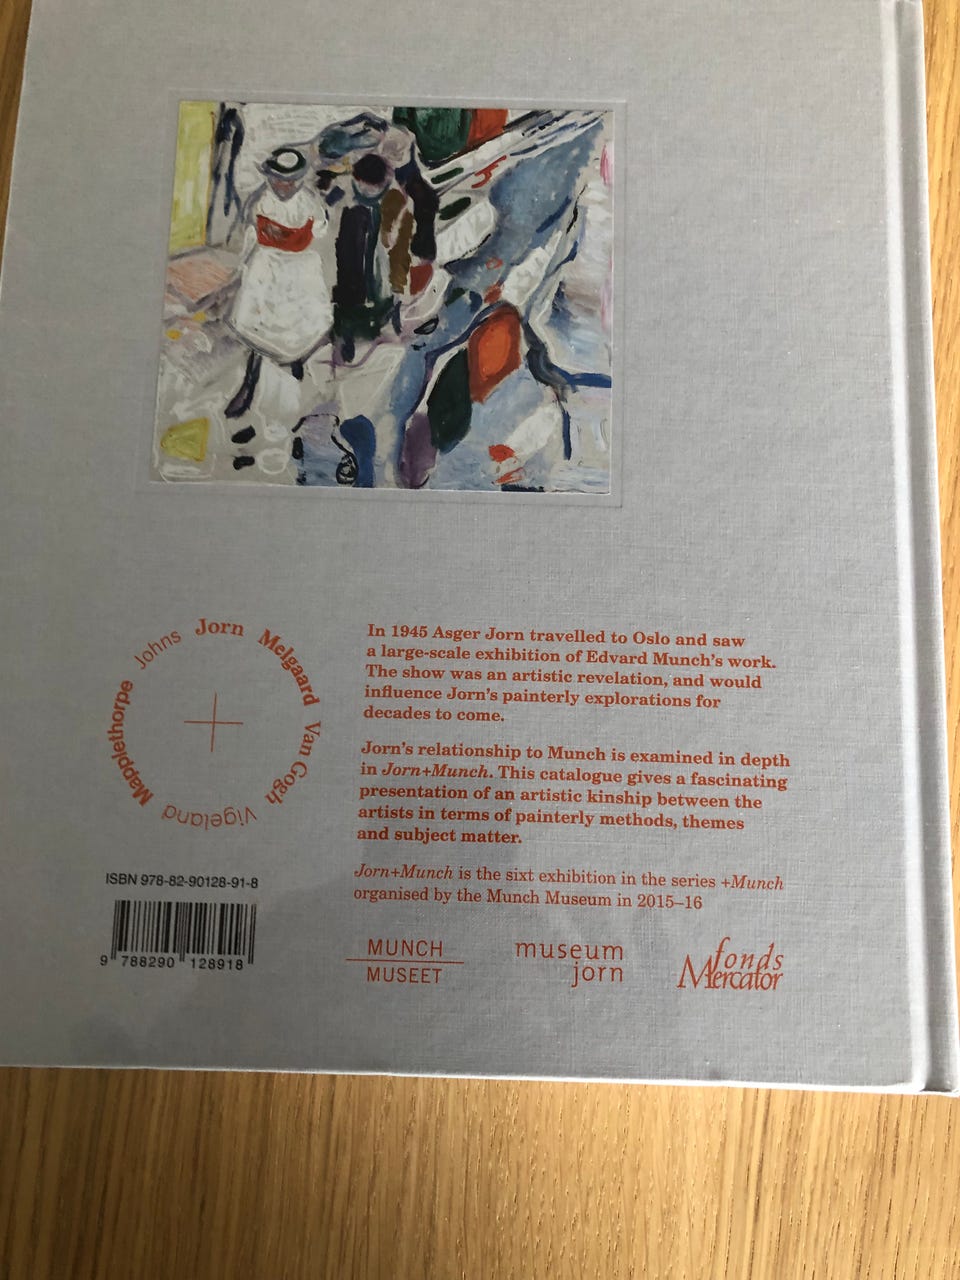 Jorn
Melgaard
Van Gogh
Vigeland
Mapplethorpe
Johns
In 1945 Asger Jorn travelled to Oslo and saw
a large-scale exhibition of Edvard Munch's work.
The show was an artistic revelation, and would
influence Jorn's painterly explorations for
decades to come.
Jorn's relationship to Munch is examined in depth
in Jorn+Munch. This catalogue gives a fascinating
presentation of an artistic kinship between the
artists in terms of painterly methods, themes
and subject matter.
Jorn+Munch is the sixt exhibition in the series +Munch
organised by the Munch Museum in 2015–16
ISBN 978-82-90128-91-8
9 788290 128918
MUNCH
MUSEET
museum
jorn
fonds
Mercator